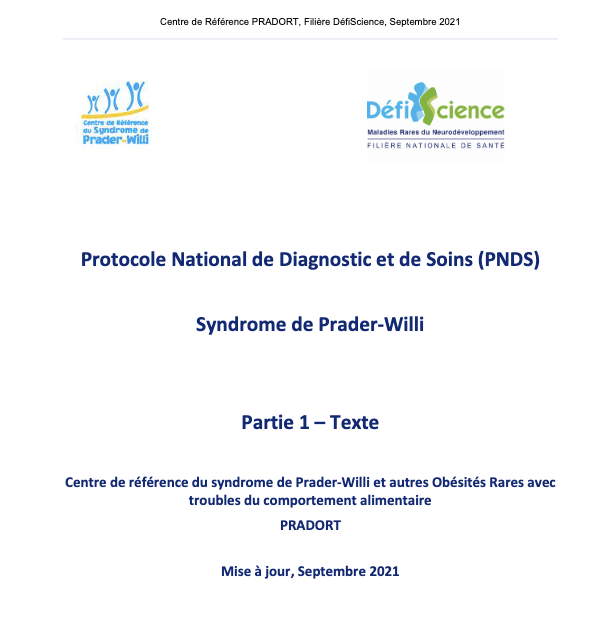 Centre de Référence PRADORT, Filière DéfiScience, Septembre 2021
Centre de Référence
du Syndrome de
Prader-Willi
DéfiScience
Maladies Rares du Neurodéveloppement
FILIÈRE NATIONALE DE SANTÉ
Protocole National de Diagnostic et de Soins (PNDS)
Syndrome de Prader-Willi
Partie 1 – Texte
Centre de référence du syndrome de Prader-Willi et autres Obésités Rares avec
troubles du comportement alimentaire
PRADORT
Mise à jour, Septembre 2021